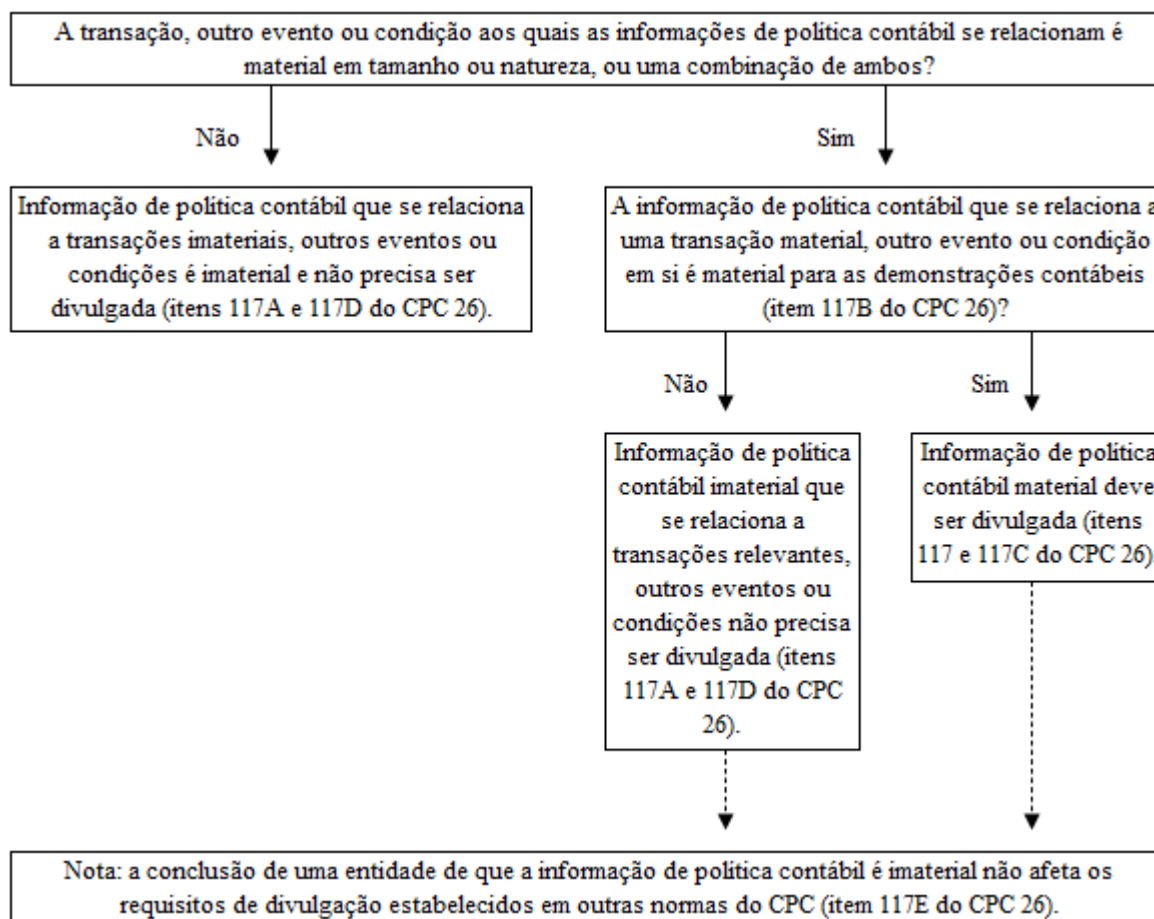 A transação, outro evento ou condição aos quais as informações de política contábil se relacionam é
material em tamanho ou natureza, ou uma combinação de ambos?
Não
Sim
Informação de política contábil que se relaciona
a transações imateriais, outros eventos ou
condições é imaterial e não precisa ser
divulgada (itens 117A e 117D do CPC 26).
A informação de política contábil que se relaciona a
uma transação material, outro evento ou condição
em si é material para as demonstrações contábeis
(item 117B do CPC 26)?
Não
Sim
Informação de política
contábil imaterial que
se relaciona a
transações relevantes,
outros eventos ou
condições não precisa
ser divulgada (itens
117A e 117D do CPC
26).
Informação de política
contábil material deve
ser divulgada (itens
117 e 117C do CPC 26)
Nota: a conclusão de uma entidade de que a informação de política contábil é imaterial não afeta os
requisitos de divulgação estabelecidos em outras normas do CPC (item 117E do CPC 26).